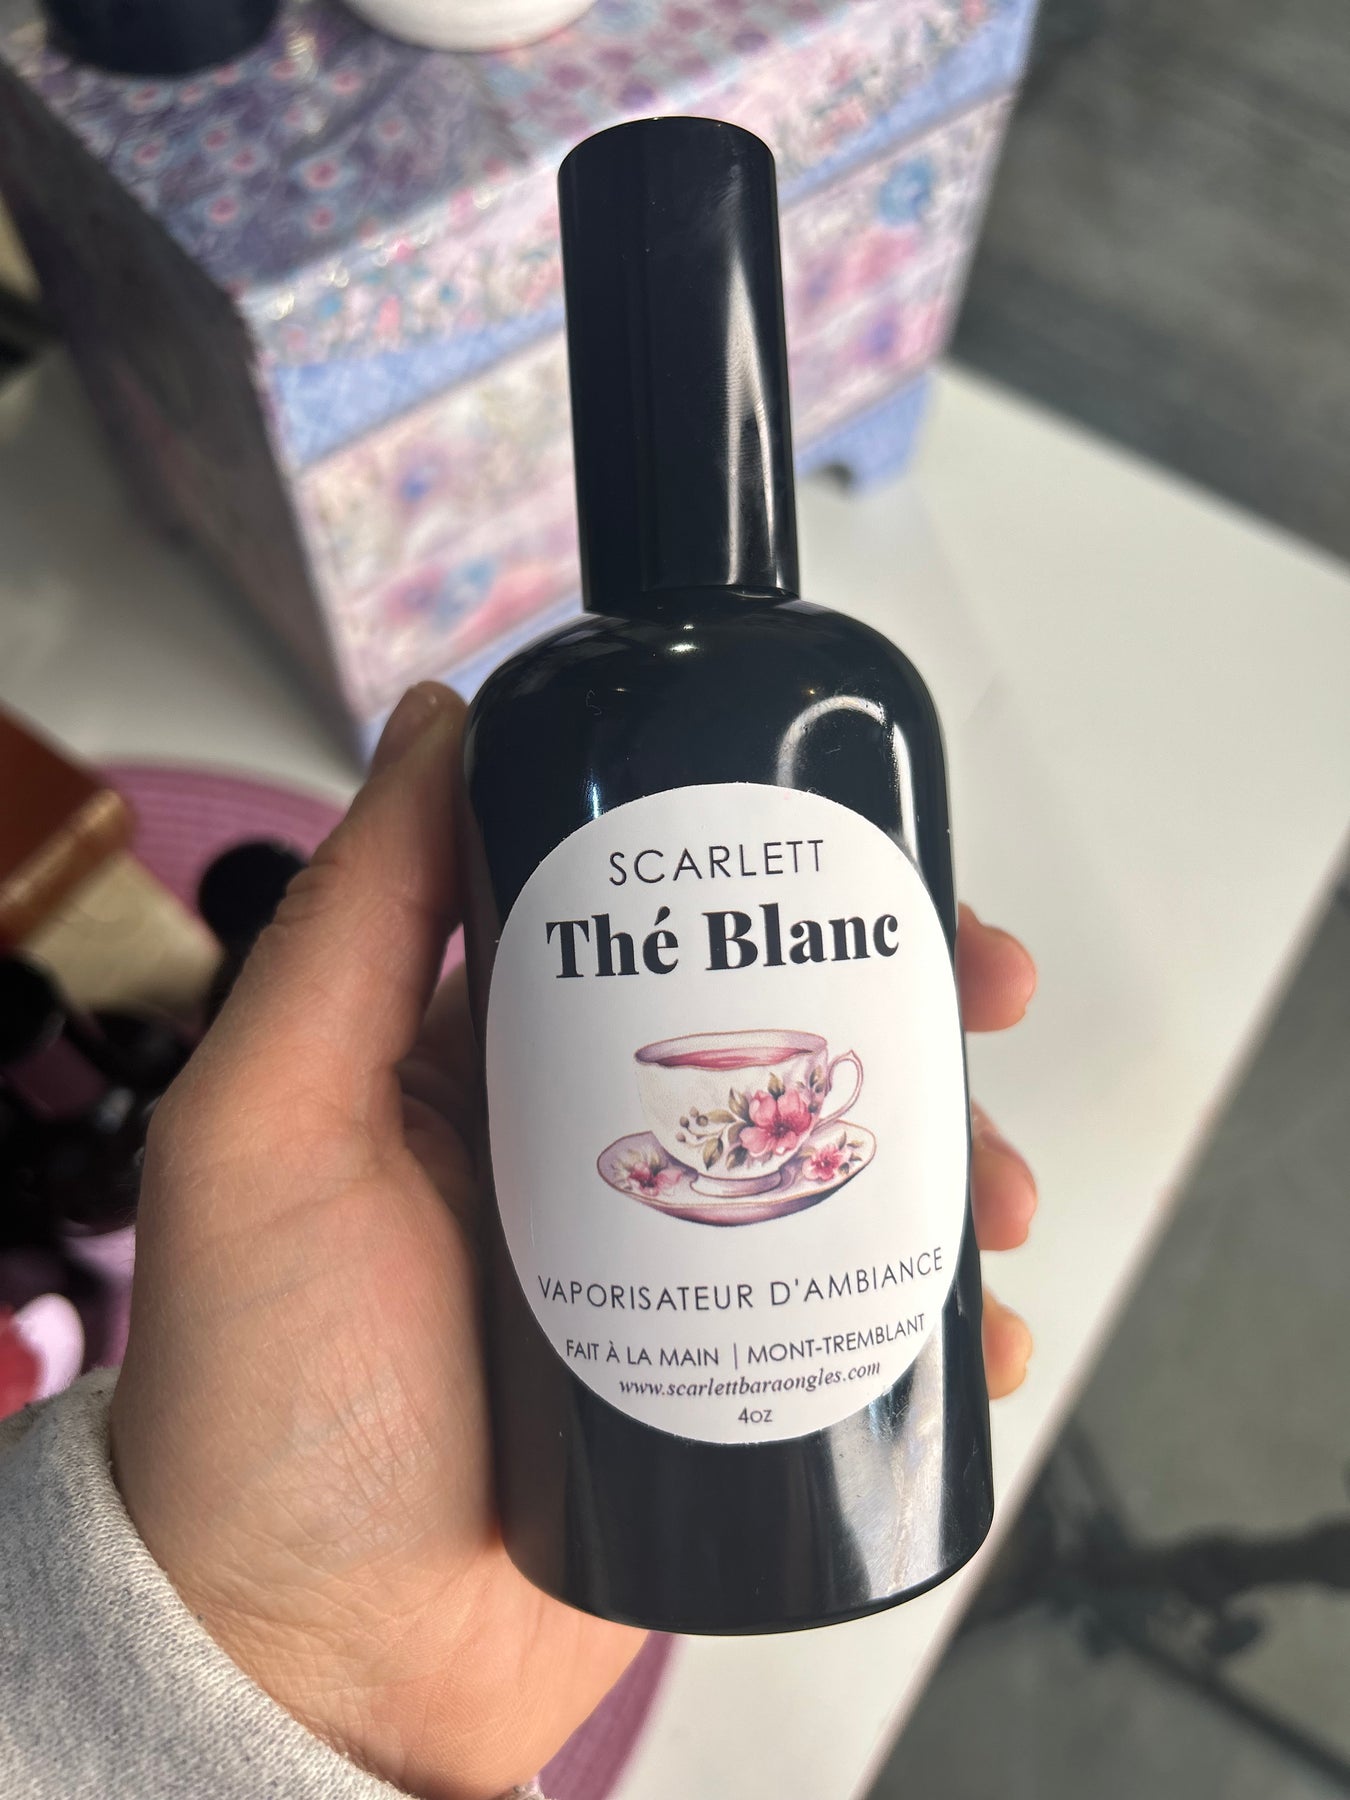 SCARLETT
Thé Blanc
VAPORISATEUR D'AMBIANCE
FAIT À LA MAIN | MONT-TREMBLANT
www.scarlettbaraongles.com
4oz